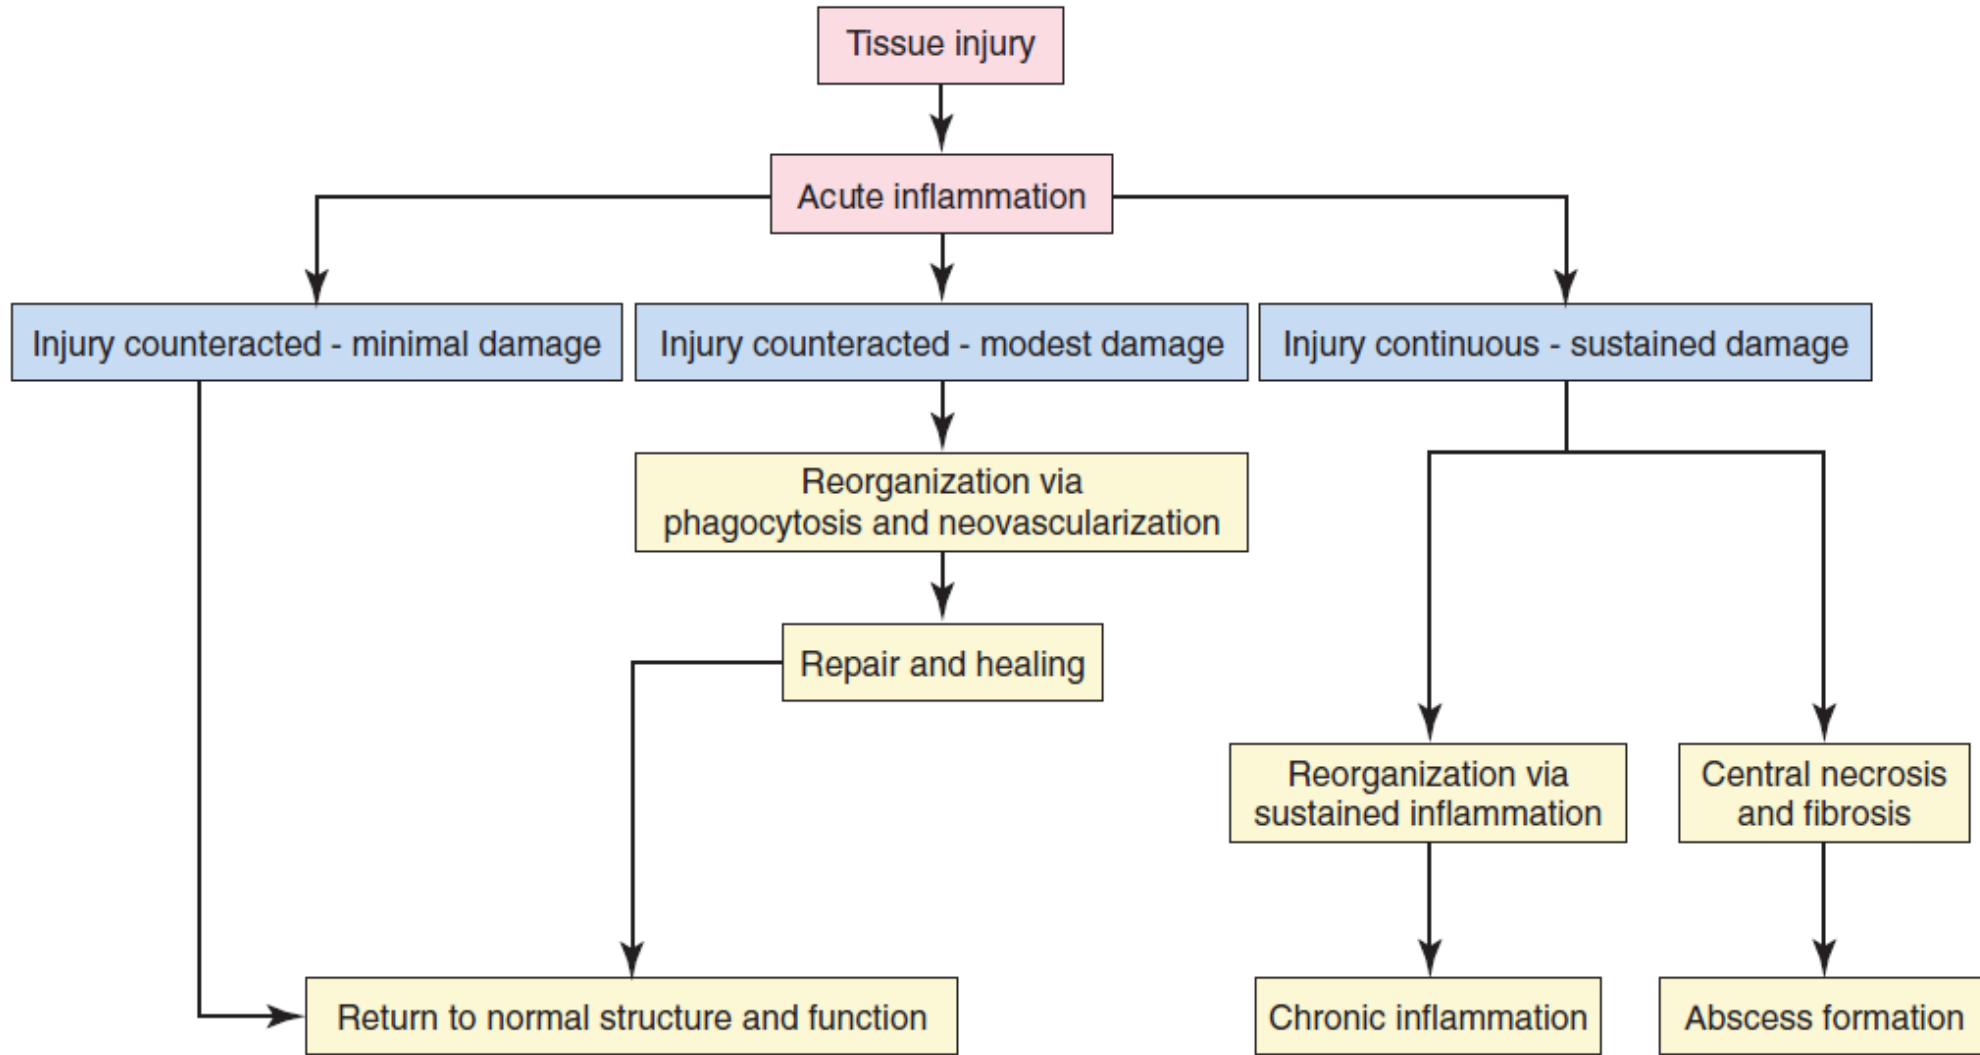 Tissue injury
Acute inflammation
Injury counteracted - minimal damage
Injury counteracted - modest damage
Injury continuous - sustained damage
Reorganization via
phagocytosis and neovascularization
Repair and healing
Reorganization via
sustained inflammation
Central necrosis
and fibrosis
Return to normal structure and function
Chronic inflammation
Abscess formation